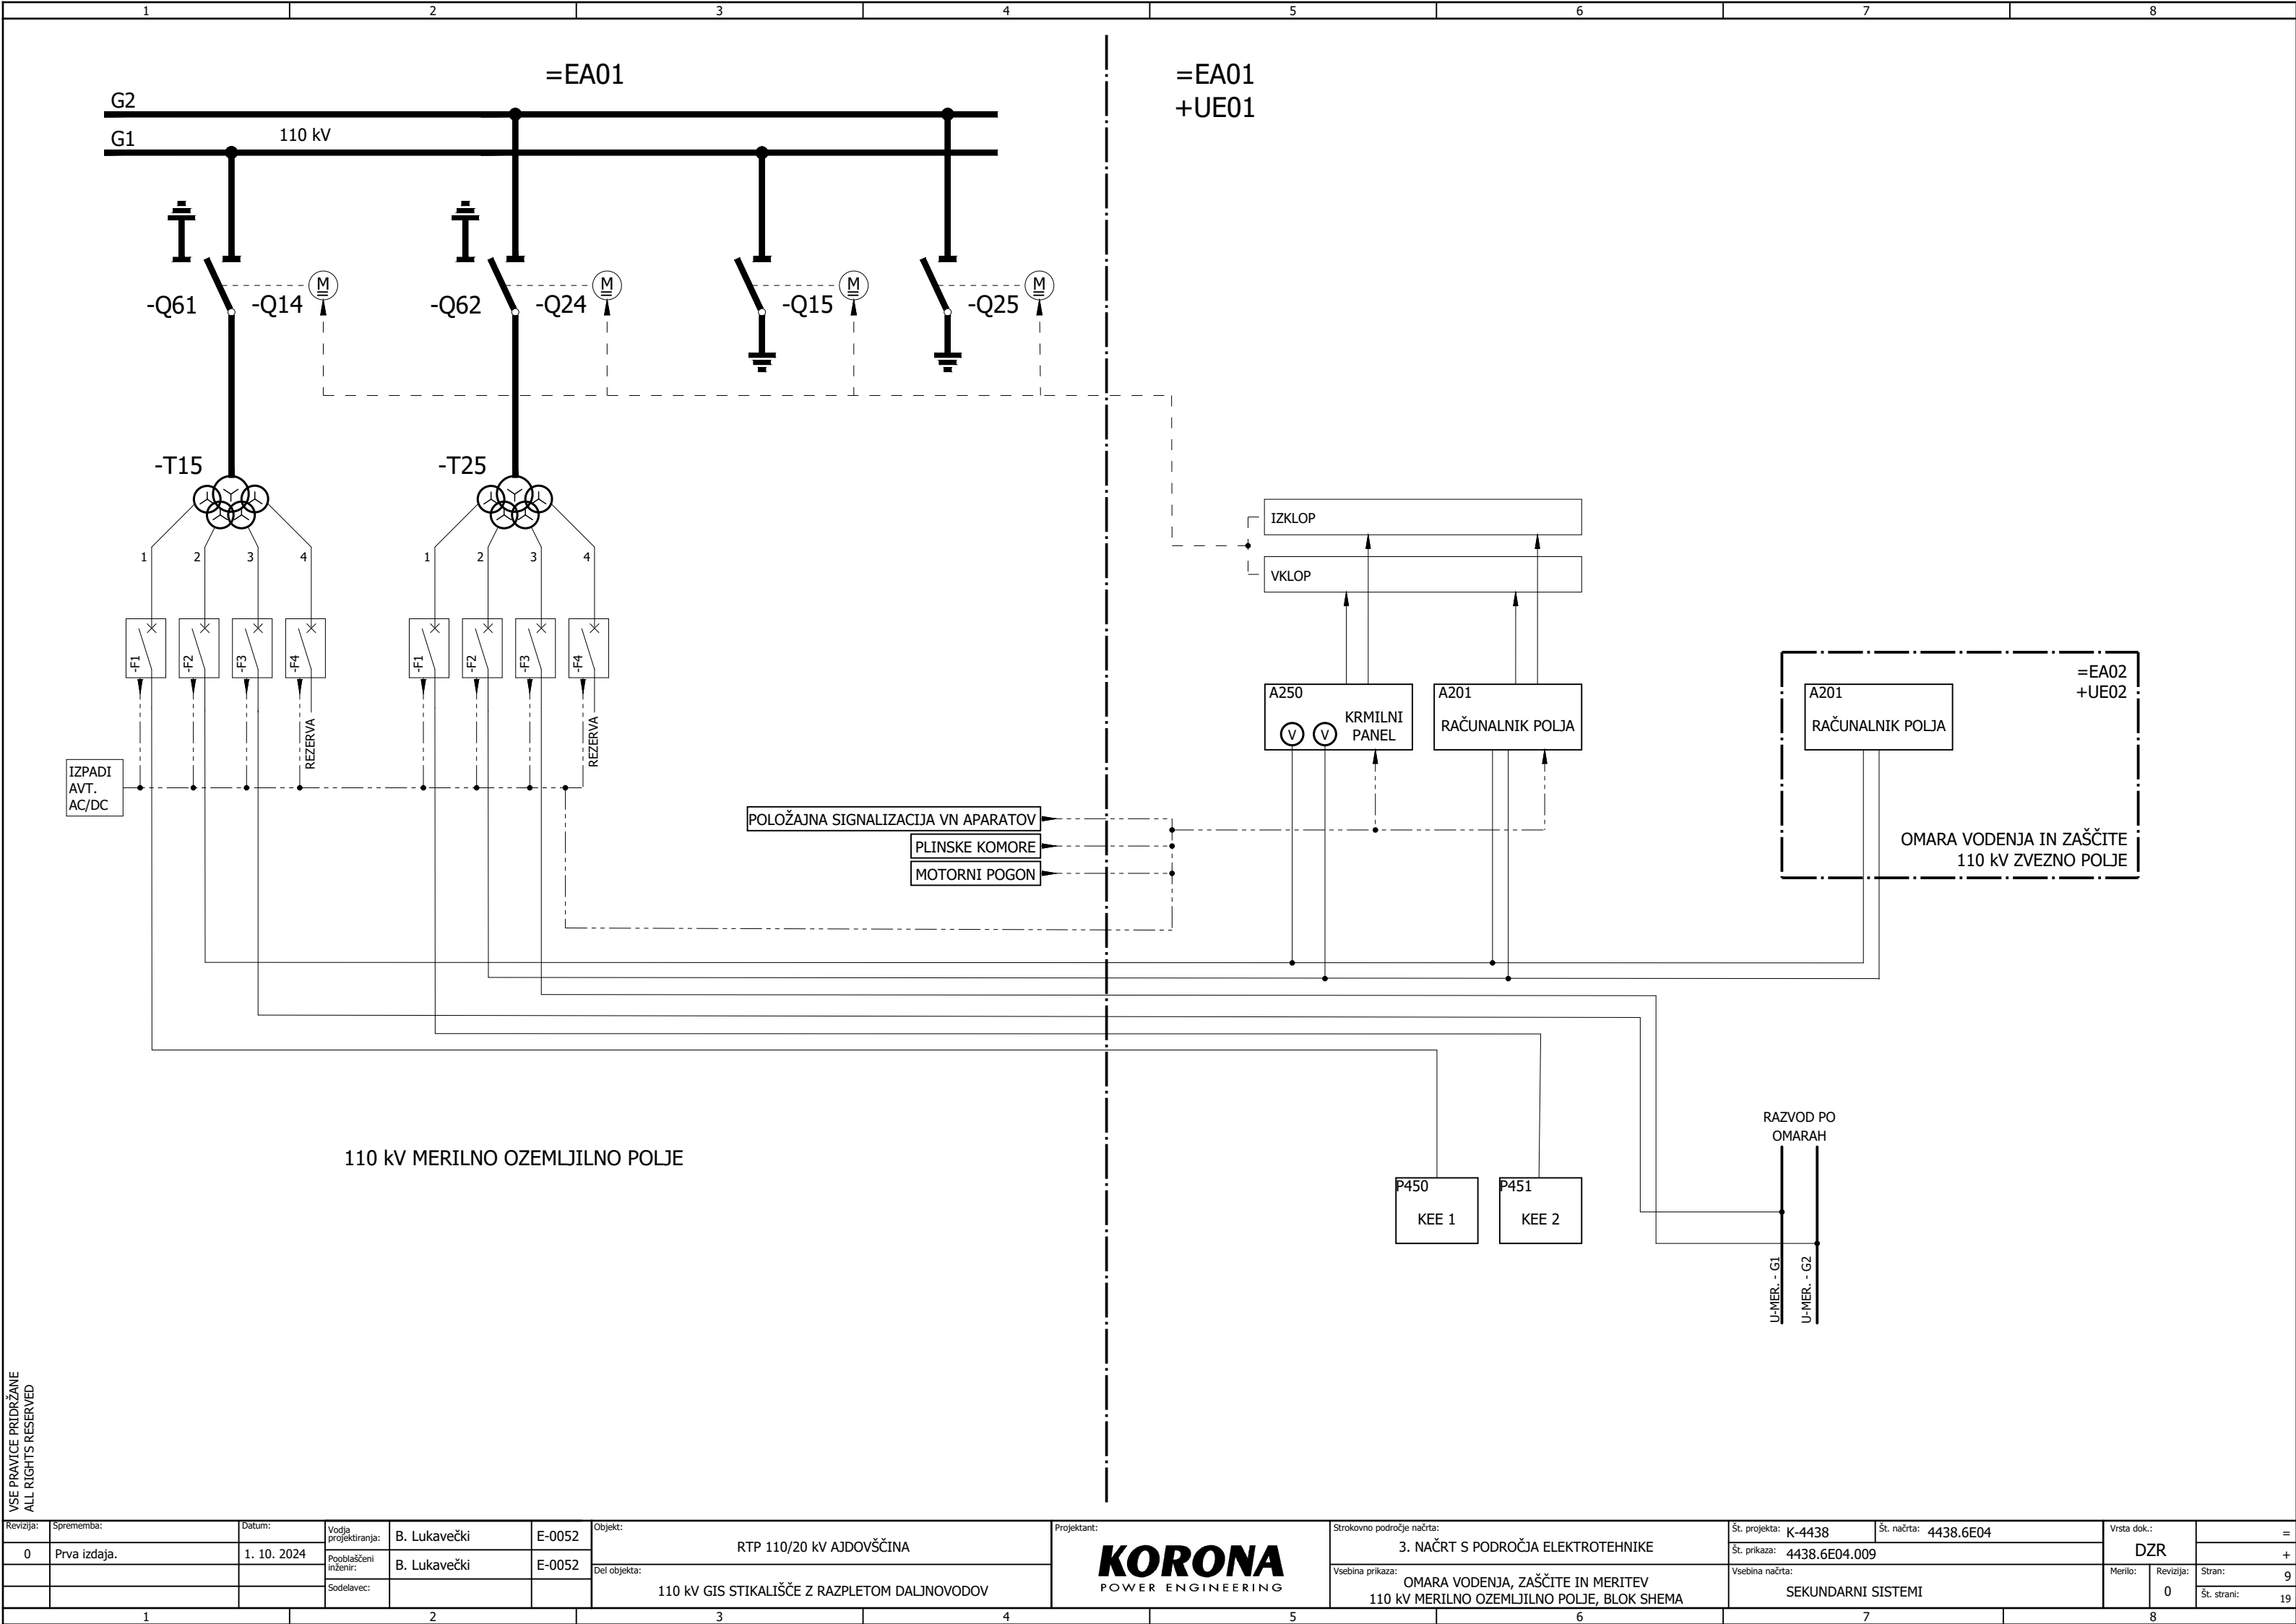 1 2 3 4 5 6 7 8
=EA01
=EA01
+UE01
G2
G1
110 kV
-Q61
-Q14
M
-Q62
-Q24
M
-Q15
M
-Q25
M
-T15
-T25
1 2 3 4
1 2 3 4
-F1
-F2
-F3
-F4
-F1
-F2
-F3
-F4
REZERVA
REZERVA
IZPADI
AVT.
AC/DC
IZKLOP
VKLOP
A250
V V
KRMILNI
PANEL
A201
RAČUNALNIK POLJA
=EA02
+UE02
A201
RAČUNALNIK POLJA
OMARA VODENJA IN ZAŠČITE
110 kV ZVEZNO POLJE
POLOŽAJNA SIGNALIZACIJA VN APARATOV
PLINSKE KOMORE
MOTORNI POGON
110 kV MERILNO OZEMLJILNO POLJE
P450
KEE 1
P451
KEE 2
RAZVOD PO
OMARAH
U-MER. - G1
U-MER. - G2
VSE PRAVICE PRIDRŽANE
ALL RIGHTS RESERVED
Revizija: Sprememba: Datum:
0 Prva izdaja. 1. 10. 2024
Vodja
projektiranja:
B. Lukavečki E-0052
Pooblaščeni
inženir:
B. Lukavečki E-0052
Sodelavec:
Objekt:
RTP 110/20 kV AJDOVŠČINA
Del objekta:
110 kV GIS STIKALIŠČE Z RAZPLETOM DALJNOVODOV
Projektant:
KORONA
POWER ENGINEERING
Strokovno področje načrta:
3. NAČRT S PODROČJA ELEKTROTEHNIKE
Vsebina prikaza:
OMARA VODENJA, ZAŠČITE IN MERITEV
110 kV MERILNO OZEMLJILNO POLJE, BLOK SHEMA
Št. projekta: K-4438
Št. načrta: 4438.6E04
Št. prikaza: 4438.6E04.009
Vsebina načrta:
SEKUNDARNI SISTEMI
Vrsta dok.:
DZR
=
+
Merilo:
Revizija:
0
Stran:
9
Št. strani:
19
1 2 3 4 5 6 7 8